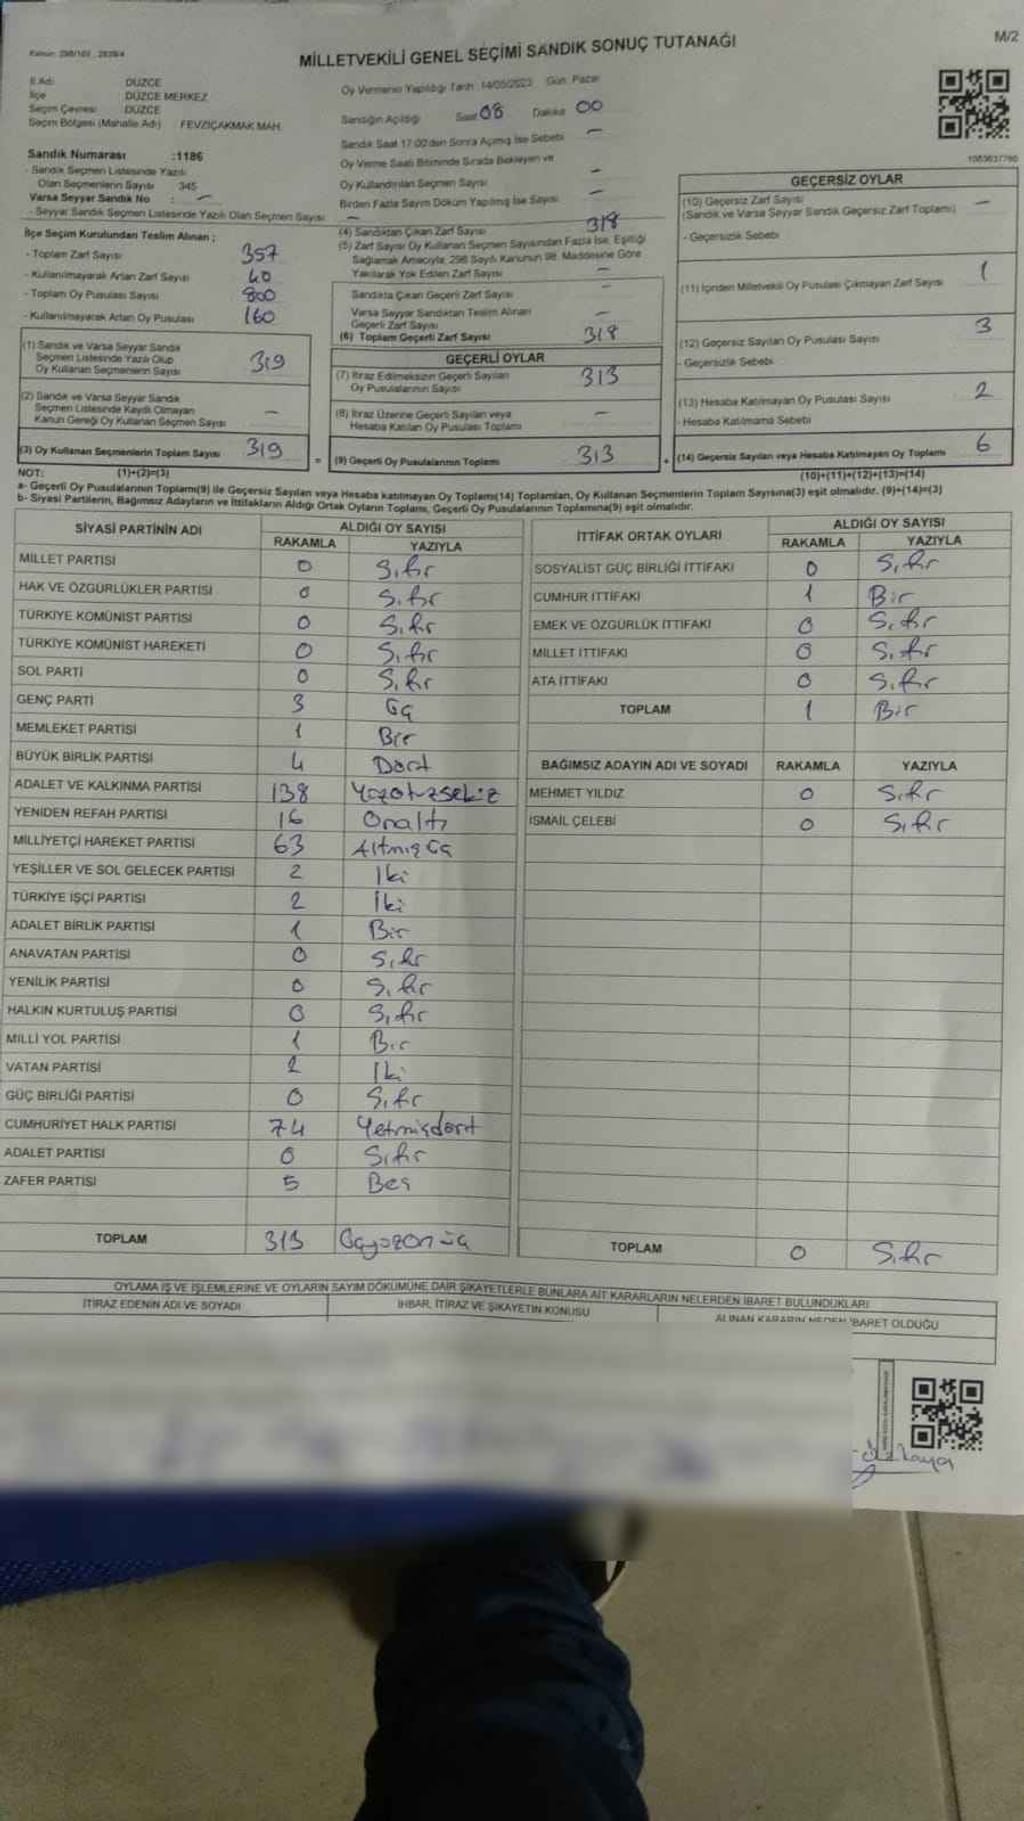 Kanun: 298/105 , 2839/4
M/2
MİLLETVEKİLİ GENEL SEÇİMİ SANDIK SONUÇ TUTANAĞI
İl Adı: DÜZCE
İlçe DÜZCE MERKEZ
Seçim Çevresi DÜZCE
Seçim Bölgesi (Mahalle Adı) FEVZİÇAKMAK MAH.
Oy Vermenin Yapıldığı Tarih :14/05/2023 Gün: Pazar
Sandığın Açıldığı Saat 08 Dakika 00
Sandık Saat 17.00'den Sonra Açılmış İse Sebebi —
Oy Verme Saati Bitiminde Sırada Bekleyen ve
Oy Kullandırılan Seçmen Sayısı —
Birden Fazla Sayım Döküm Yapılmış İse Sayısı —
Sandık Numarası :1186
- Sandık Seçmen Listesinde Yazılı
Olan Seçmenlerin Sayısı 345
Varsa Seyyar Sandık No : —
- Seyyar Sandık Seçmen Listesinde Yazılı Olan Seçmen Sayısı —
İlçe Seçim Kurulundan Teslim Alınan ;
- Toplam Zarf Sayısı 357
- Kullanılmayarak Artan Zarf Sayısı 40
- Toplam Oy Pusulası Sayısı 800
- Kullanılmayarak Artan Oy Pusulası 160
(1) Sandık ve Varsa Seyyar Sandık
Seçmen Listesinde Yazılı Olup
Oy Kullanan Seçmenlerin Sayısı 319
(2) Sandık ve Varsa Seyyar Sandık
Seçmen Listesinde Kaydı Olmayan
Kanun Gereği Oy Kullanan Seçmen Sayısı —
(3) Oy Kullanan Seçmenlerin Toplam Sayısı 319
(1)+(2)=(3)
(4) Sandıktan Çıkan Zarf Sayısı 318
(5) Zarf Sayısı Oy Kullanan Seçmen Sayısından Fazla İse, Eşitliği
Sağlamak Amacıyla; 298 Sayılı Kanunun 98. Maddesine Göre
Yakılarak Yok Edilen Zarf Sayısı —
Sandıkta Çıkan Geçerli Zarf Sayısı —
Varsa Seyyar Sandıktan Teslim Alınan
Geçerli Zarf Sayısı —
(6) Toplam Geçerli Zarf Sayısı 318
GEÇERLİ OYLAR
(7) İtiraz Edilmeksizin Geçerli Sayılan
Oy Pusulalarının Sayısı 313
(8) İtiraz Üzerine Geçerli Sayılan veya
Hesaba Katılan Oy Pusulası Toplamı —
= (9) Geçerli Oy Pusulalarının Toplamı 313
GEÇERSİZ OYLAR
(10) Geçersiz Zarf Sayısı —
(Sandık ve Varsa Seyyar Sandık Geçersiz Zarf Toplamı)
- Geçersizlik Sebebi
(11) İçinden Milletvekili Oy Pusulası Çıkmayan Zarf Sayısı 1
(12) Geçersiz Sayılan Oy Pusulası Sayısı 3
- Geçersizlik Sebebi
(13) Hesaba Katılmayan Oy Pusulası Sayısı 2
- Hesaba Katılmama Sebebi
+ (14) Geçersiz Sayılan veya Hesaba Katılmayan Oy Toplamı 6
(10)+(11)+(12)+(13)=(14)
NOT:
a- Geçerli Oy Pusulalarının Toplamı(9) ile Geçersiz Sayılan veya Hesaba katılmayan Oy Toplamı(14) Toplamları, Oy Kullanan Seçmenlerin Toplam Sayısına(3) eşit olmalıdır. (9)+(14)=(3)
b- Siyasi Partilerin, Bağımsız Adayların ve İttifakların Aldığı Ortak Oyların Toplamı, Geçerli Oy Pusulalarının Toplamına(9) eşit olmalıdır.
SİYASİ PARTİNİN ADI ALDIĞI OY SAYISI
RAKAMLA YAZIYLA
MİLLET PARTİSİ 0 Sıfır
HAK VE ÖZGÜRLÜKLER PARTİSİ 0 Sıfır
TÜRKİYE KOMÜNİST PARTİSİ 0 Sıfır
TÜRKİYE KOMÜNİST HAREKETİ 0 Sıfır
SOL PARTİ 0 Sıfır
GENÇ PARTİ 3 Üç
MEMLEKET PARTİSİ 1 Bir
BÜYÜK BİRLİK PARTİSİ 4 Dört
ADALET VE KALKINMA PARTİSİ 138 Yüzotuzsekiz
YENİDEN REFAH PARTİSİ 16 Onaltı
MİLLİYETÇİ HAREKET PARTİSİ 63 Altmışüç
YEŞİLLER VE SOL GELECEK PARTİSİ 2 İki
TÜRKİYE İŞÇİ PARTİSİ 2 İki
ADALET BİRLİK PARTİSİ 1 Bir
ANAVATAN PARTİSİ 0 Sıfır
YENİLİK PARTİSİ 0 Sıfır
HALKIN KURTULUŞ PARTİSİ 0 Sıfır
MİLLİ YOL PARTİSİ 1 Bir
VATAN PARTİSİ 2 İki
GÜÇ BİRLİĞİ PARTİSİ 0 Sıfır
CUMHURİYET HALK PARTİSİ 74 Yetmişdört
ADALET PARTİSİ 0 Sıfır
ZAFER PARTİSİ 5 Beş
TOPLAM 313 Üçyüzonüç
İTTİFAK ORTAK OYLARI ALDIĞI OY SAYISI
RAKAMLA YAZIYLA
SOSYALİST GÜÇ BİRLİĞİ İTTİFAKI 0 Sıfır
CUMHUR İTTİFAKI 1 Bir
EMEK VE ÖZGÜRLÜK İTTİFAKI 0 Sıfır
MİLLET İTTİFAKI 0 Sıfır
ATA İTTİFAKI 0 Sıfır
TOPLAM 1 Bir
BAĞIMSIZ ADAYIN ADI VE SOYADI RAKAMLA YAZIYLA
MEHMET YILDIZ 0 Sıfır
İSMAİL ÇELEBİ 0 Sıfır
TOPLAM 0 Sıfır
OYLAMA İŞ VE İŞLEMLERİNE VE OYLARIN SAYIM DÖKÜMÜNE DAİR ŞİKAYETLERLE BUNLARA AİT KARARLARIN NELERDEN İBARET BULUNDUKLARI
İTİRAZ EDENİN ADI VE SOYADI İHBAR, İTİRAZ VE ŞİKAYETİN KONUSU ALINAN KARARIN NEDEN İBARET OLDUĞU